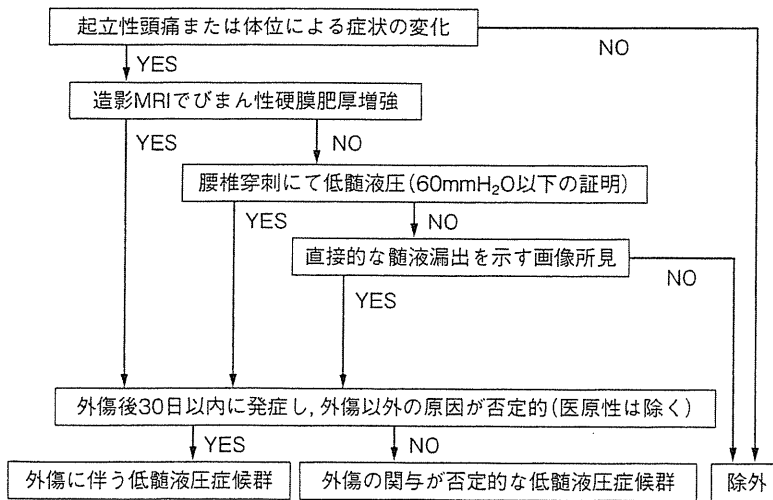 起立性頭痛または体位による症状の変化
NO
YES
造影MRIでびまん性硬膜肥厚増強
YES
NO
腰椎穿刺にて低髄液圧(60mmH₂O以下の証明)
YES
NO
直接的な髄液漏出を示す画像所見
NO
YES
外傷後30日以内に発症し,外傷以外の原因が否定的(医原性は除く)
YES
NO
外傷に伴う低髄液圧症候群
外傷の関与が否定的な低髄液圧症候群
除外